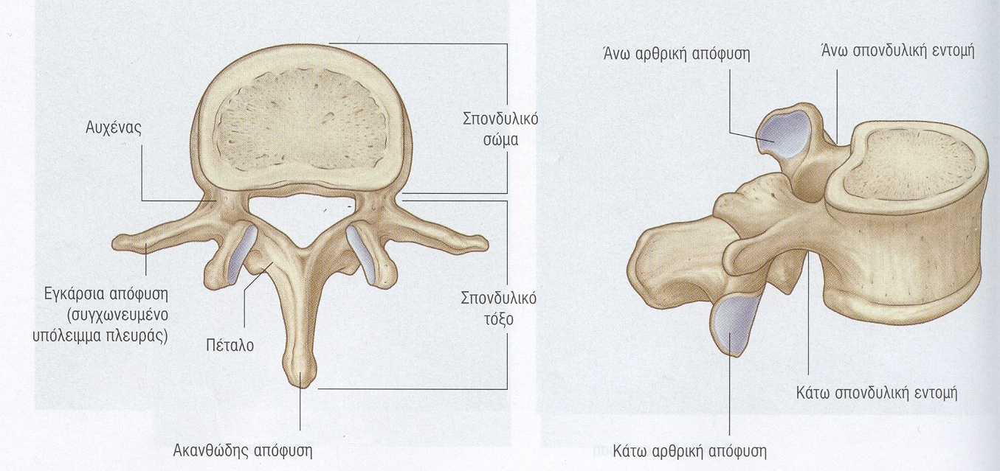 Αυχένας
Σπονδυλικό
σώμα
Εγκάρσια απόφυση
(συγχωνευμένο
υπόλειμμα πλευράς)
Πέταλο
Σπονδυλικό
τόξο
Ακανθώδης απόφυση
Άνω αρθρική απόφυση
Άνω σπονδυλική εντομή
Κάτω σπονδυλική εντομή
Κάτω αρθρική απόφυση